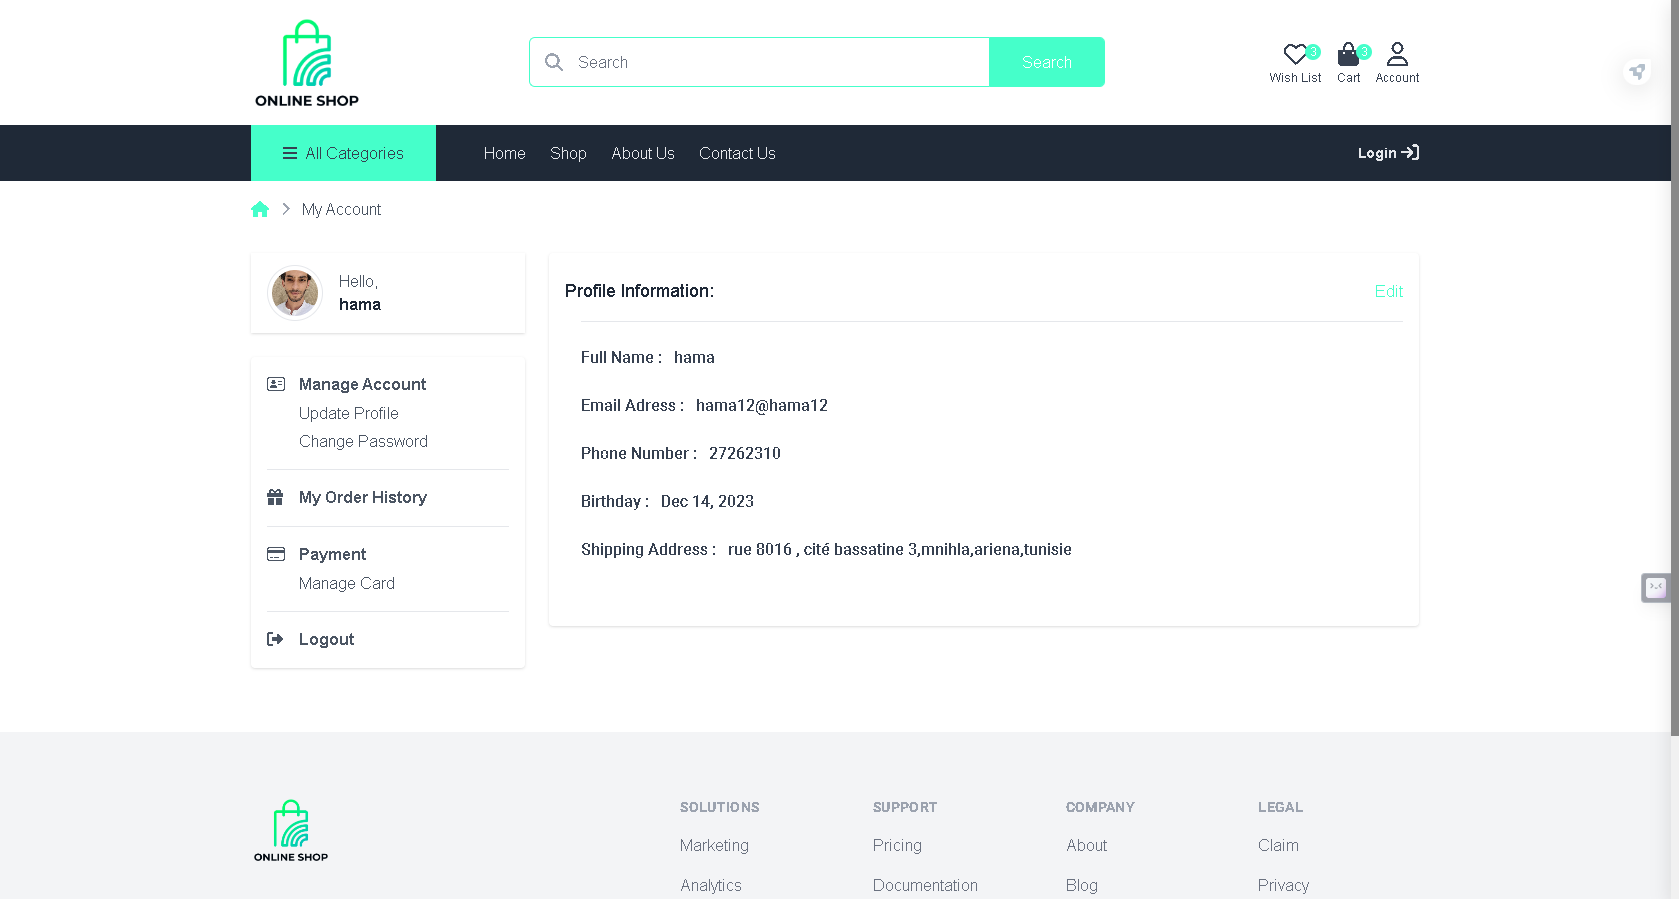 ONLINE SHOP
Search
Search
3
Wish List
3
Cart
Account
All Categories
Home
Shop
About Us
Contact Us
Login
My Account
Hello,
hama
Manage Account
Update Profile
Change Password
My Order History
Payment
Manage Card
Logout
Profile Information:
Edit
Full Name : hama
Email Adress : hama12@hama12
Phone Number : 27262310
Birthday : Dec 14, 2023
Shipping Address : rue 8016 , cité bassatine 3,mnihla,ariena,tunisie
ONLINE SHOP
SOLUTIONS
Marketing
Analytics
SUPPORT
Pricing
Documentation
COMPANY
About
Blog
LEGAL
Claim
Privacy